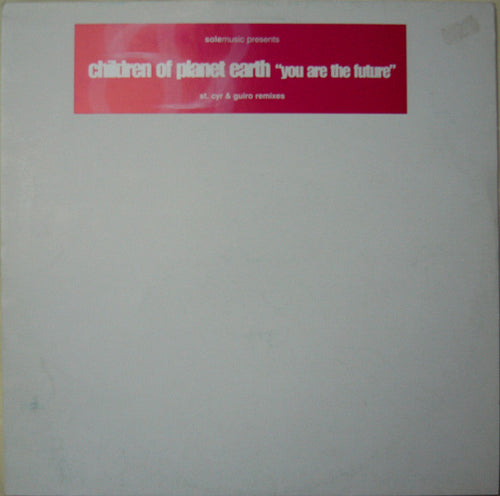 solemusic presents
children of planet earth "you are the future"
st. cyr & guiro remixes